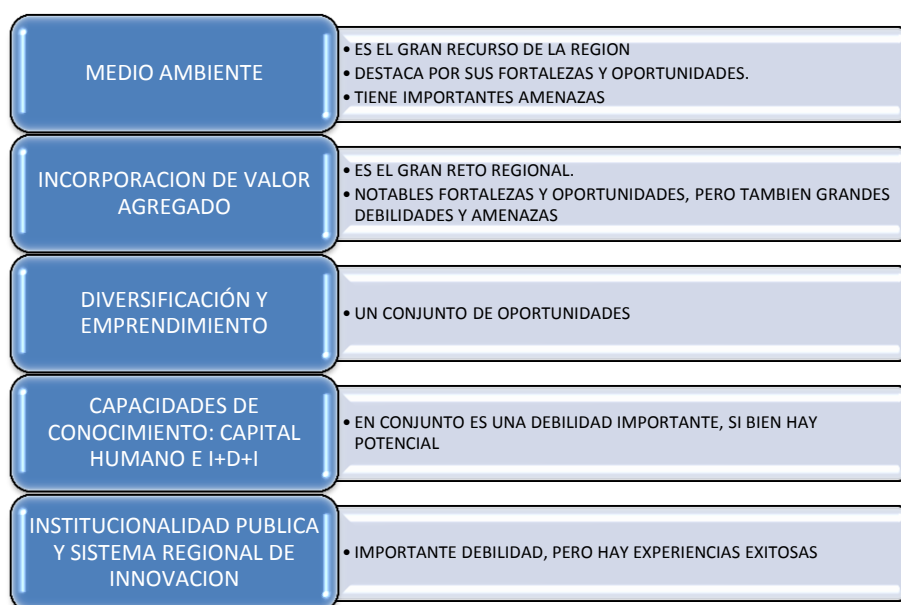 MEDIO AMBIENTE
• ES EL GRAN RECURSO DE LA REGION
• DESTACA POR SUS FORTALEZAS Y OPORTUNIDADES.
• TIENE IMPORTANTES AMENAZAS
INCORPORACION DE VALOR
AGREGADO
• ES EL GRAN RETO REGIONAL.
• NOTABLES FORTALEZAS Y OPORTUNIDADES, PERO TAMBIEN GRANDES
DEBILIDADES Y AMENAZAS
DIVERSIFICACIÓN Y
EMPRENDIMIENTO
• UN CONJUNTO DE OPORTUNIDADES
CAPACIDADES DE
CONOCIMIENTO: CAPITAL
HUMANO E I+D+I
• EN CONJUNTO ES UNA DEBILIDAD IMPORTANTE, SI BIEN HAY
POTENCIAL
INSTITUCIONALIDAD PUBLICA
Y SISTEMA REGIONAL DE
INNOVACION
• IMPORTANTE DEBILIDAD, PERO HAY EXPERIENCIAS EXITOSAS